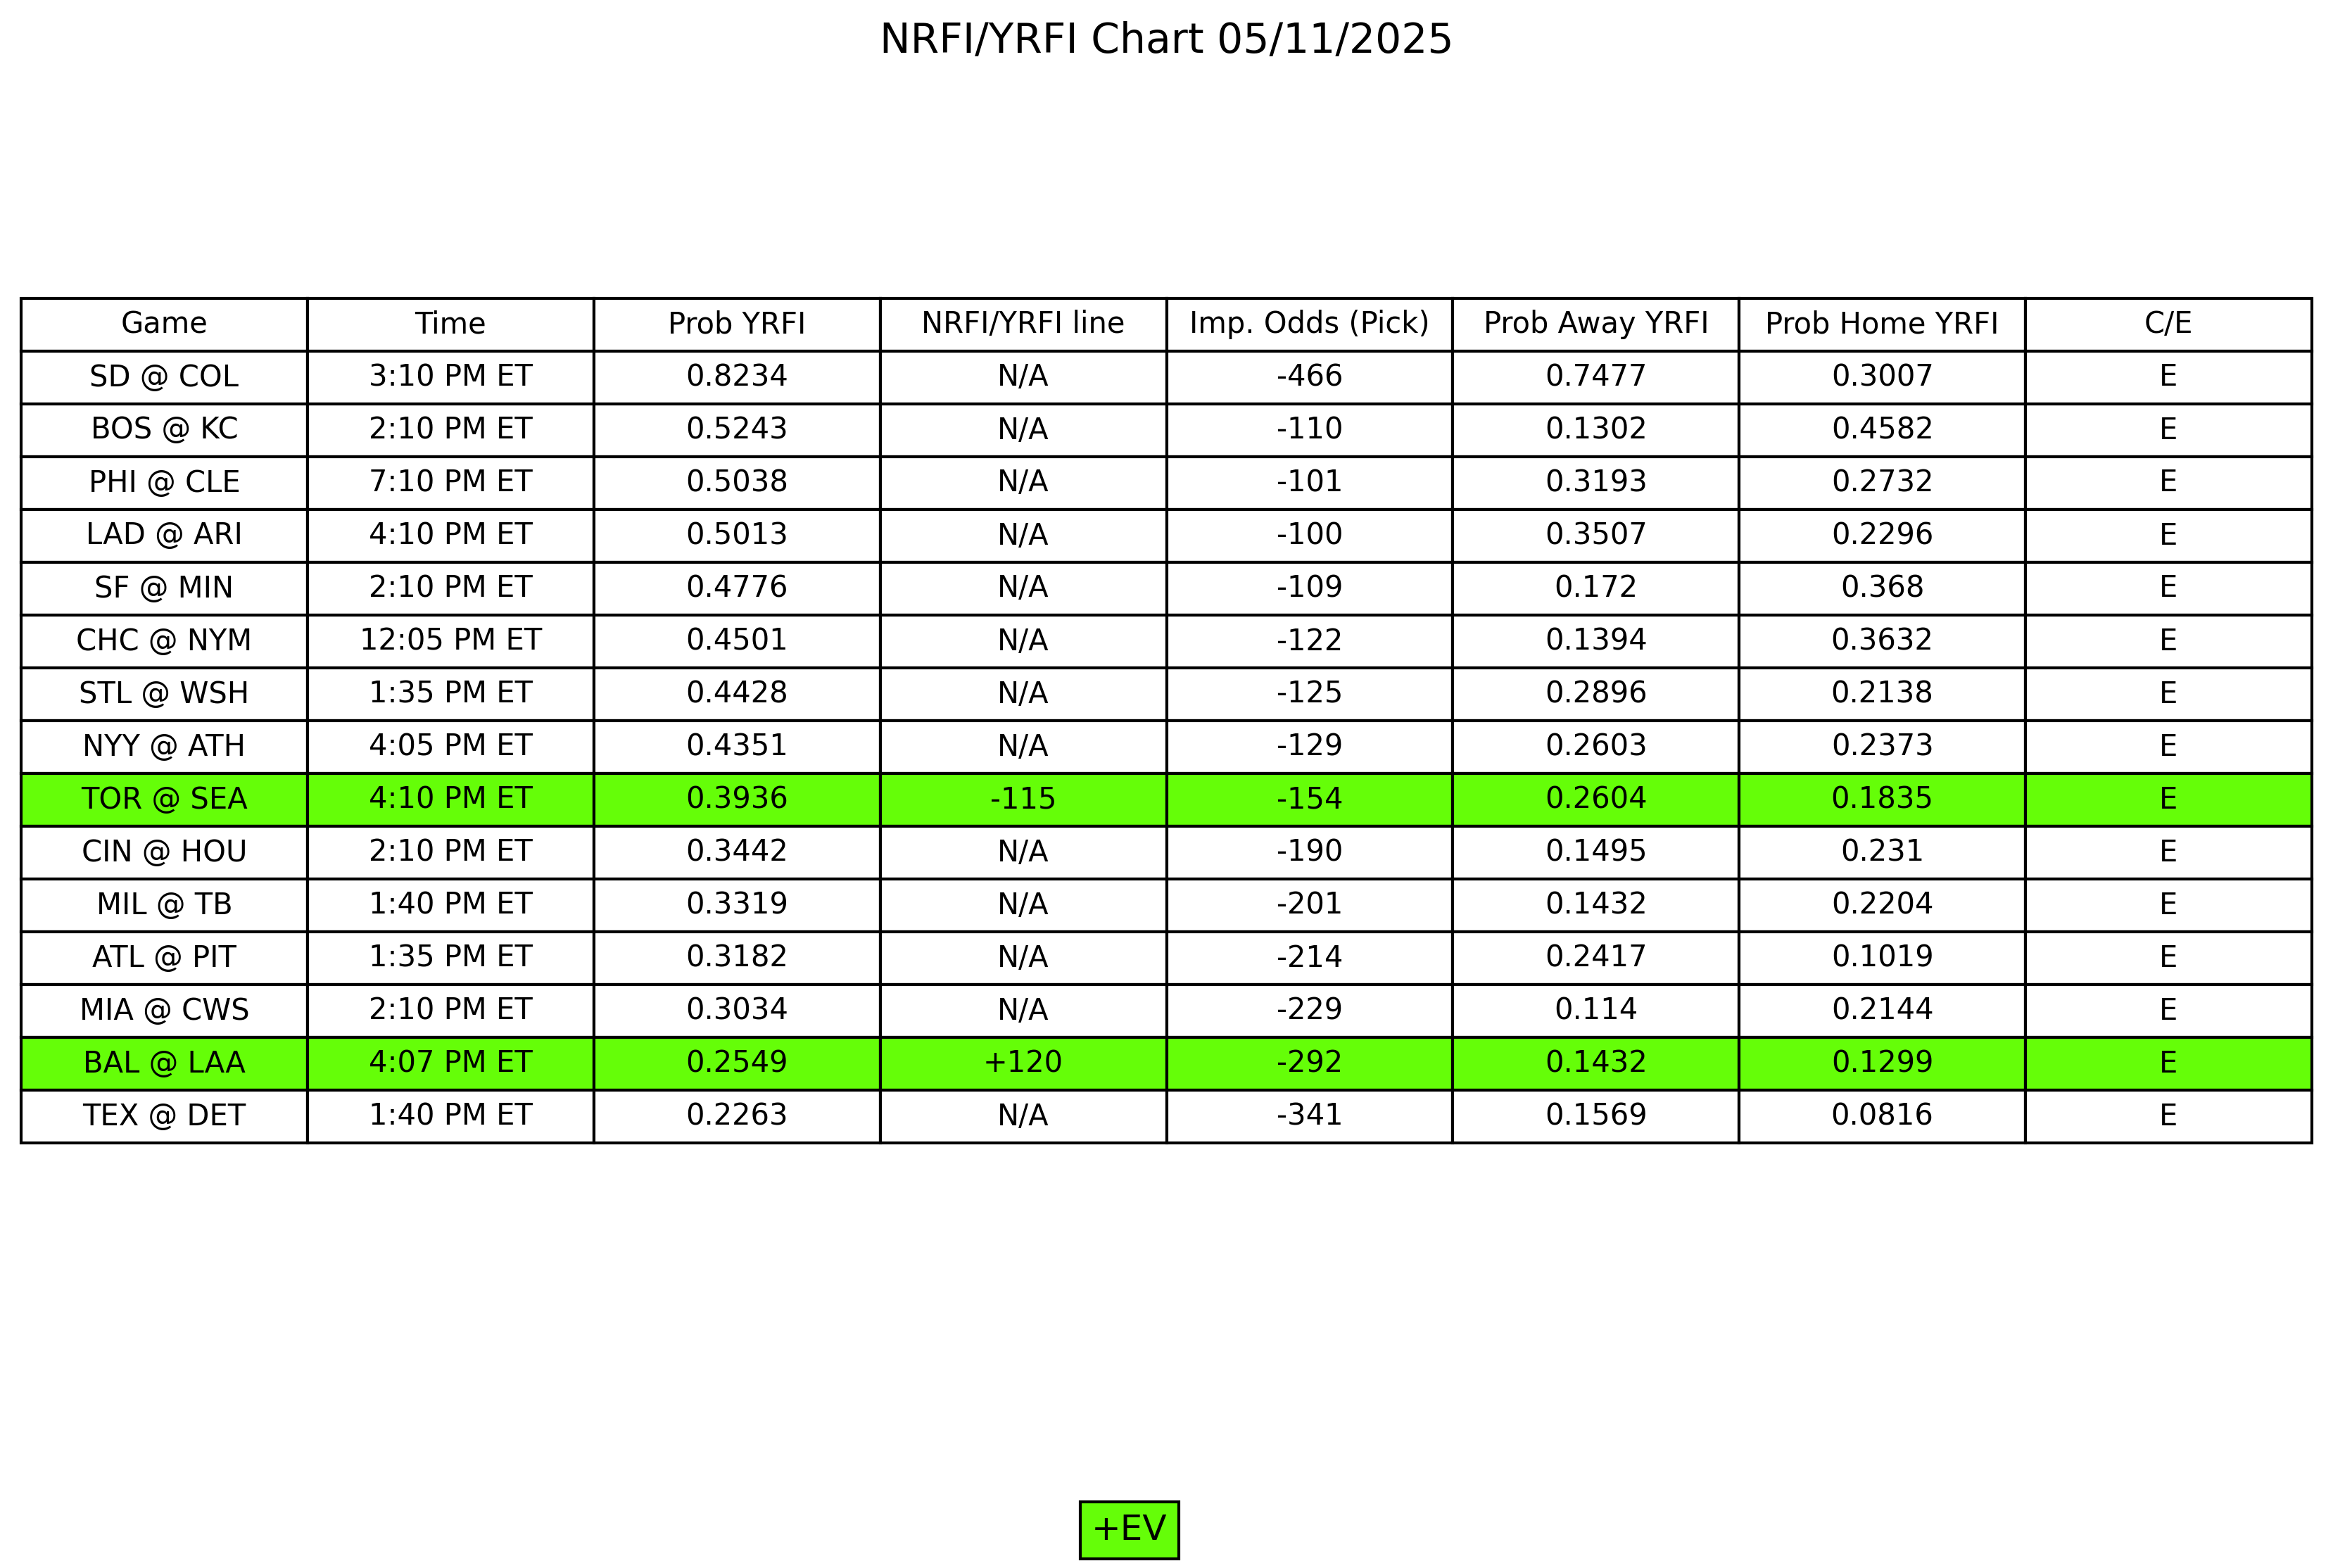 NRFI/YRFI Chart 05/11/2025
Game Time Prob YRFI NRFI/YRFI line Imp. Odds (Pick) Prob Away YRFI Prob Home YRFI C/E
SD @ COL 3:10 PM ET 0.8234 N/A -466 0.7477 0.3007 E
BOS @ KC 2:10 PM ET 0.5243 N/A -110 0.1302 0.4582 E
PHI @ CLE 7:10 PM ET 0.5038 N/A -101 0.3193 0.2732 E
LAD @ ARI 4:10 PM ET 0.5013 N/A -100 0.3507 0.2296 E
SF @ MIN 2:10 PM ET 0.4776 N/A -109 0.172 0.368 E
CHC @ NYM 12:05 PM ET 0.4501 N/A -122 0.1394 0.3632 E
STL @ WSH 1:35 PM ET 0.4428 N/A -125 0.2896 0.2138 E
NYY @ ATH 4:05 PM ET 0.4351 N/A -129 0.2603 0.2373 E
TOR @ SEA 4:10 PM ET 0.3936 -115 -154 0.2604 0.1835 E
CIN @ HOU 2:10 PM ET 0.3442 N/A -190 0.1495 0.231 E
MIL @ TB 1:40 PM ET 0.3319 N/A -201 0.1432 0.2204 E
ATL @ PIT 1:35 PM ET 0.3182 N/A -214 0.2417 0.1019 E
MIA @ CWS 2:10 PM ET 0.3034 N/A -229 0.114 0.2144 E
BAL @ LAA 4:07 PM ET 0.2549 +120 -292 0.1432 0.1299 E
TEX @ DET 1:40 PM ET 0.2263 N/A -341 0.1569 0.0816 E
+EV